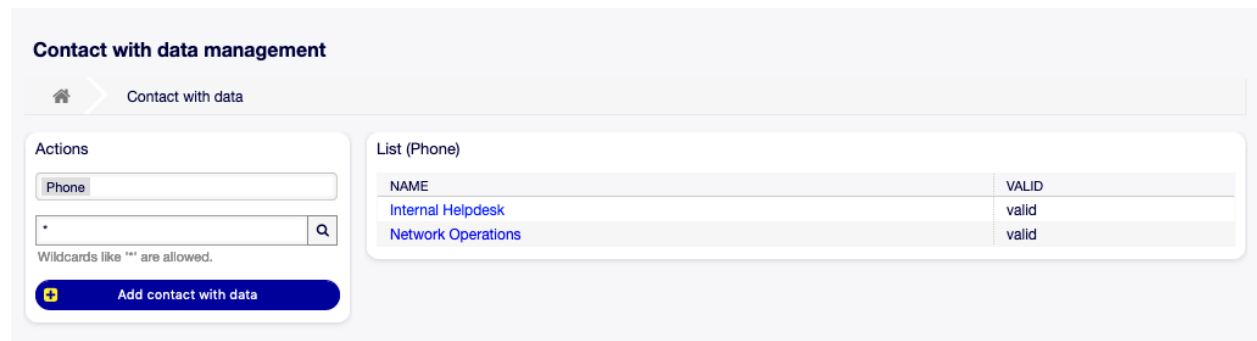 Contact with data management
Contact with data
Actions
Phone
*
Wildcards like '*' are allowed.
Add contact with data
List (Phone)
NAME VALID
Internal Helpdesk valid
Network Operations valid